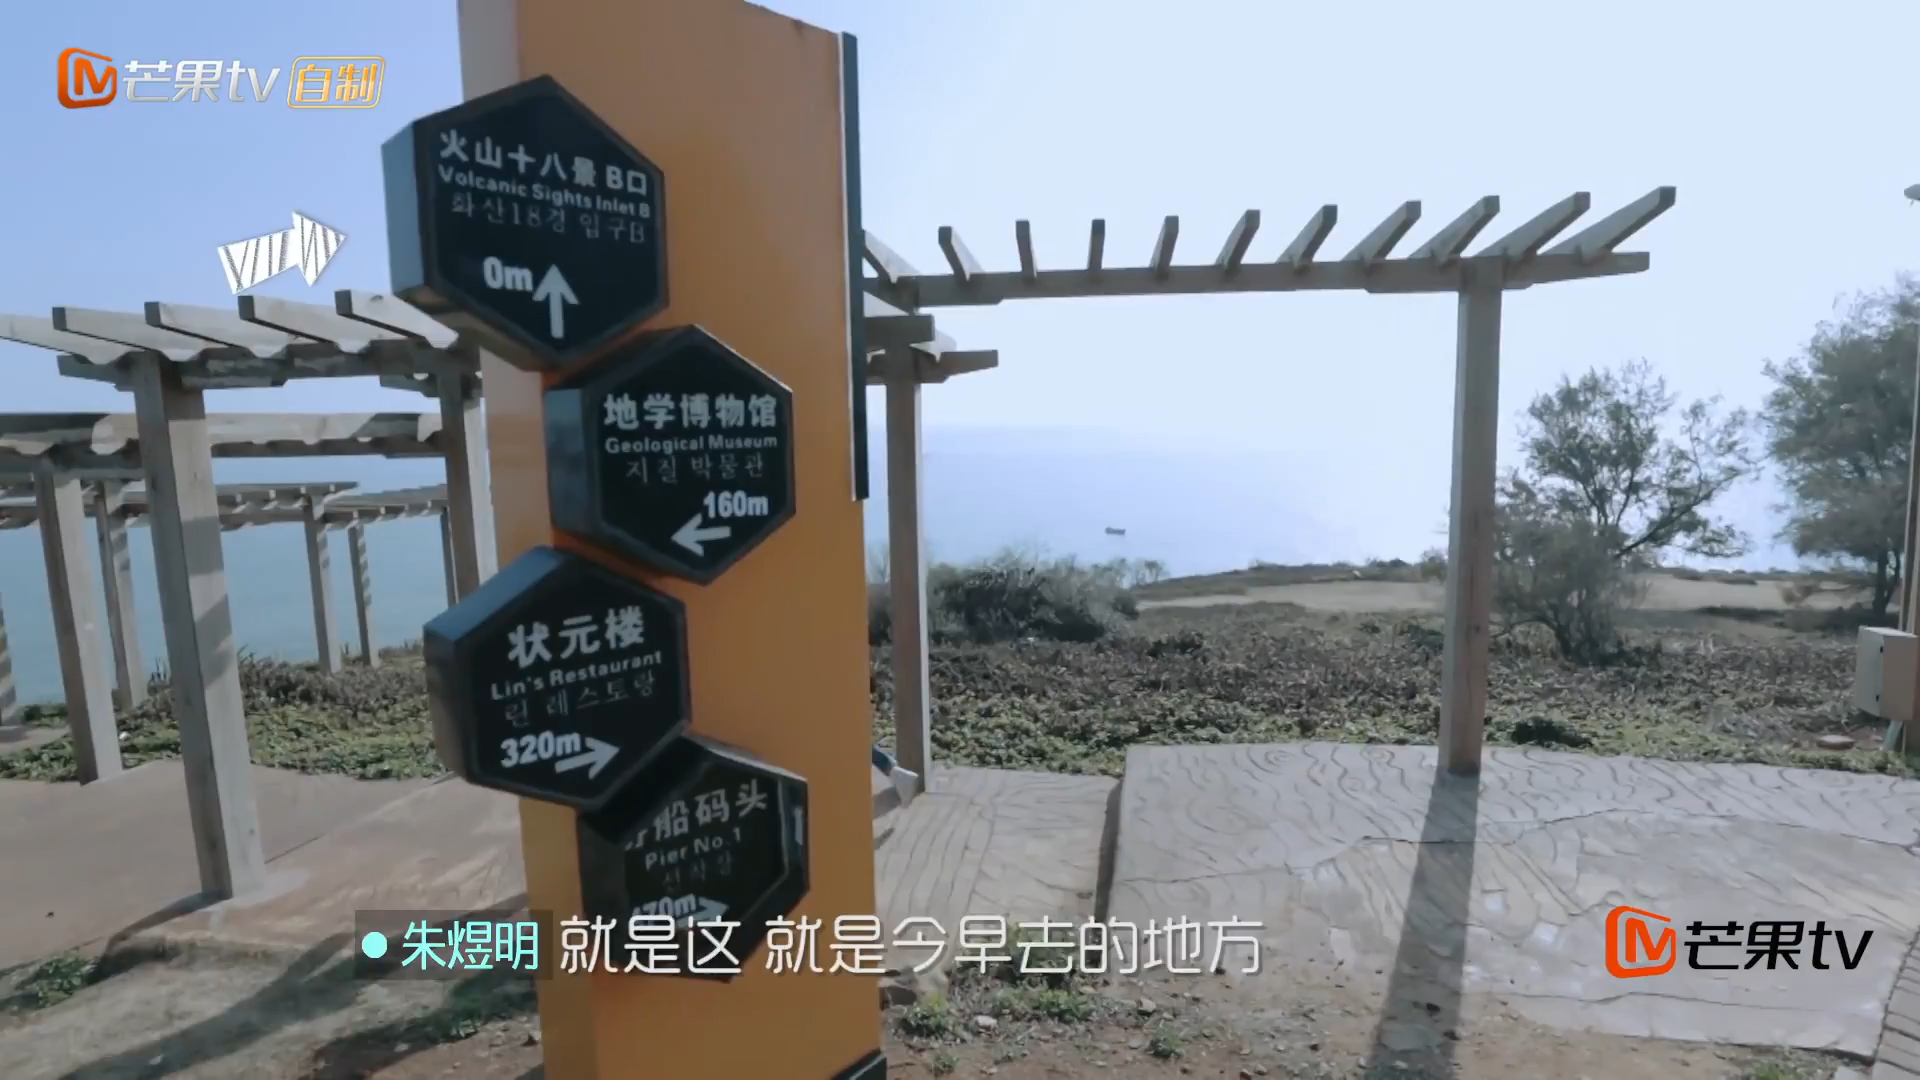 芒果tv 自制
火山十八景 B口
Volcanic Sights Inlet B
화산18경 입구B
0m
地学博物馆
Geological Museum
지질 박물관
160m
状元楼
Lin's Restaurant
린 레스토랑
320m
船码头
Pier No.1
470m
朱煜明 就是这 就是今早去的地方
芒果tv